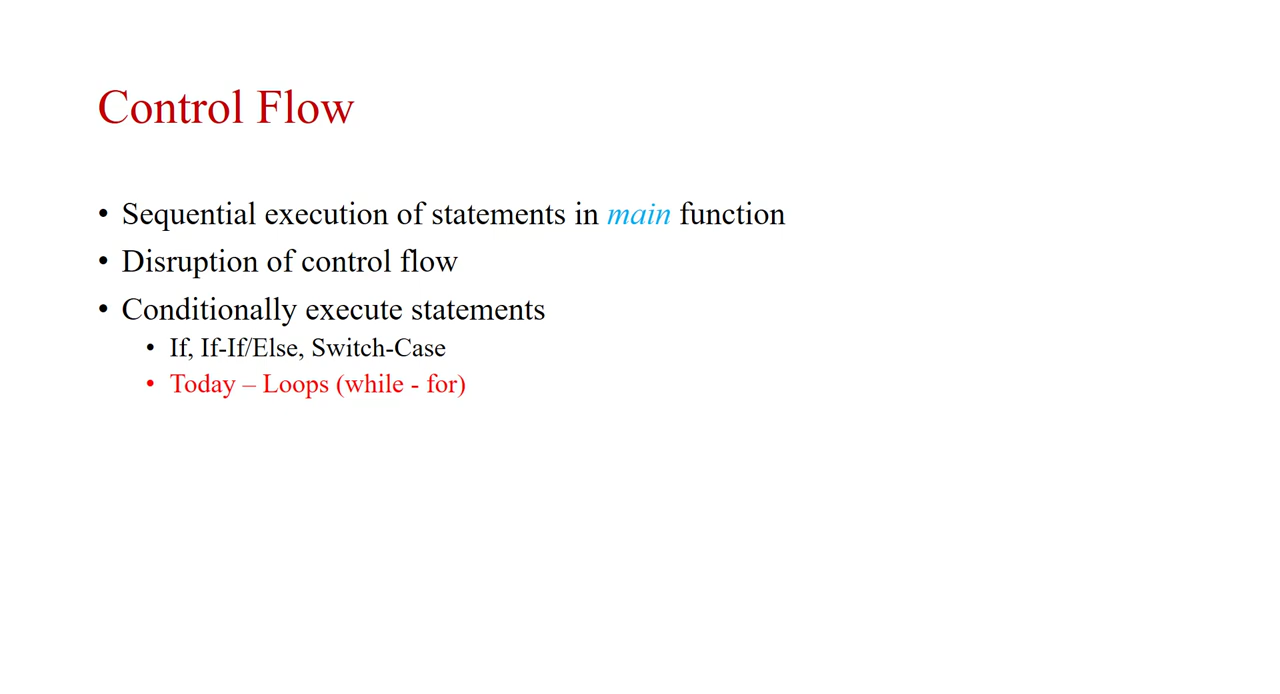 Control Flow
• Sequential execution of statements in main function
• Disruption of control flow
• Conditionally execute statements
• If, If-If/Else, Switch-Case
• Today – Loops (while - for)